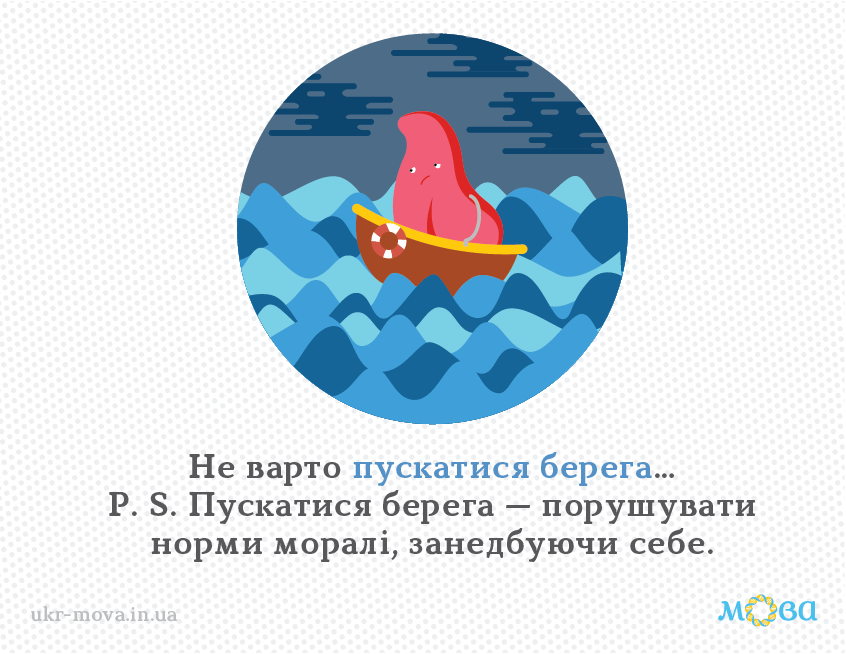 Не варто пускатися берега...
P. S. Пускатися берега — порушувати
норми моралі, занедбуючи себе.
ukr-mova.in.ua
МОВА